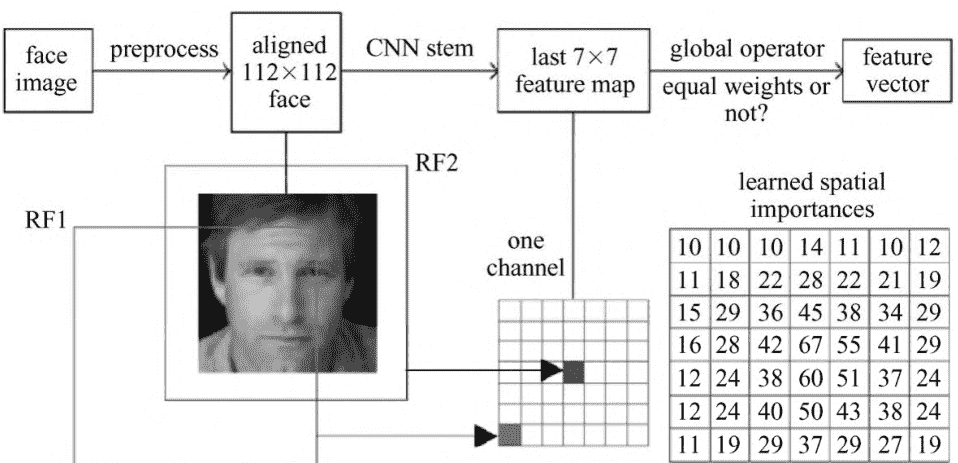 face
image
preprocess
aligned
112×112
face
CNN stem
last 7×7
feature map
global operator
equal weights or
not?
feature
vector
RF2
RF1
one
channel
learned spatial
importances
10 10 10 14 11 10 12
11 18 22 28 22 21 19
15 29 36 45 38 34 29
16 28 42 67 55 41 29
12 24 38 60 51 37 24
12 24 40 50 43 38 24
11 19 29 37 29 27 19